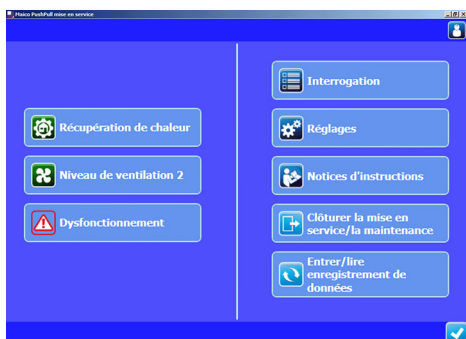 Maico PushPull mise en service
Récupération de chaleur
Niveau de ventilation 2
Dysfonctionnement
Interrogation
Réglages
Notices d'instructions
Clôturer la mise en
service/la maintenance
Entrer/lire
enregistrement de
données